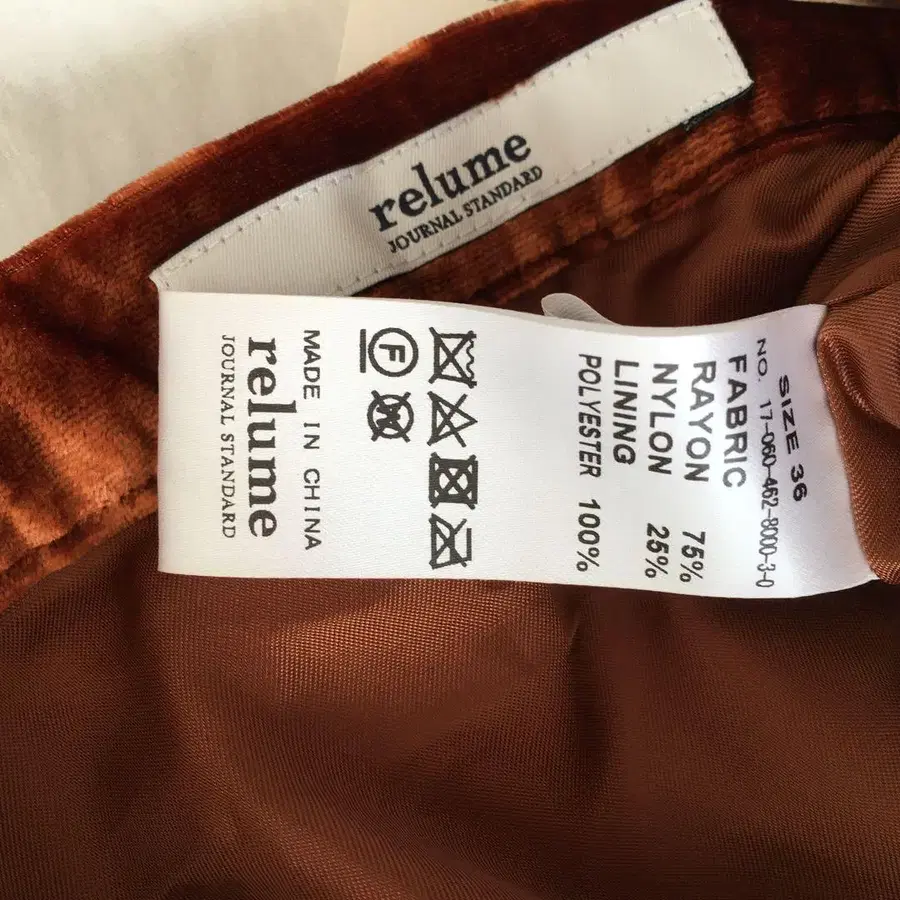 relume
JOURNAL STANDARD
SIZE 36
NO. 17-060-462-8000-3-0
FABRIC
RAYON 75%
NYLON 25%
LINING
POLYESTER 100%
F
W
MADE IN CHINA
relume
JOURNAL STANDARD